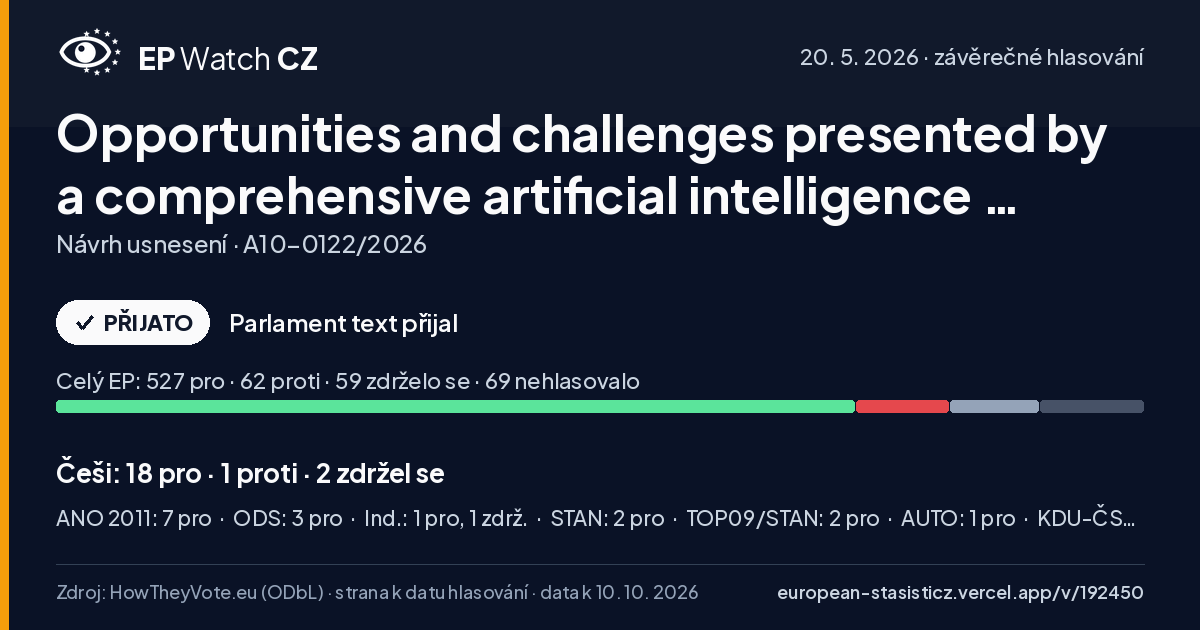 EP Watch CZ
20. 5. 2026 · závěrečné hlasování
Opportunities and challenges presented by
a comprehensive artificial intelligence …
Návrh usnesení · A10-0122/2026
✓ PŘIJATO Parlament text přijal
Celý EP: 527 pro · 62 proti · 59 zdrželo se · 69 nehlasovalo
Češi: 18 pro · 1 proti · 2 zdržel se
ANO 2011: 7 pro · ODS: 3 pro · Ind.: 1 pro, 1 zdrž. · STAN: 2 pro · TOP09/STAN: 2 pro · AUTO: 1 pro · KDU-ČS…
Zdroj: HowTheyVote.eu (ODbL) · strana k datu hlasování · data k 10. 10. 2026
european-stasisticz.vercel.app/v/192450